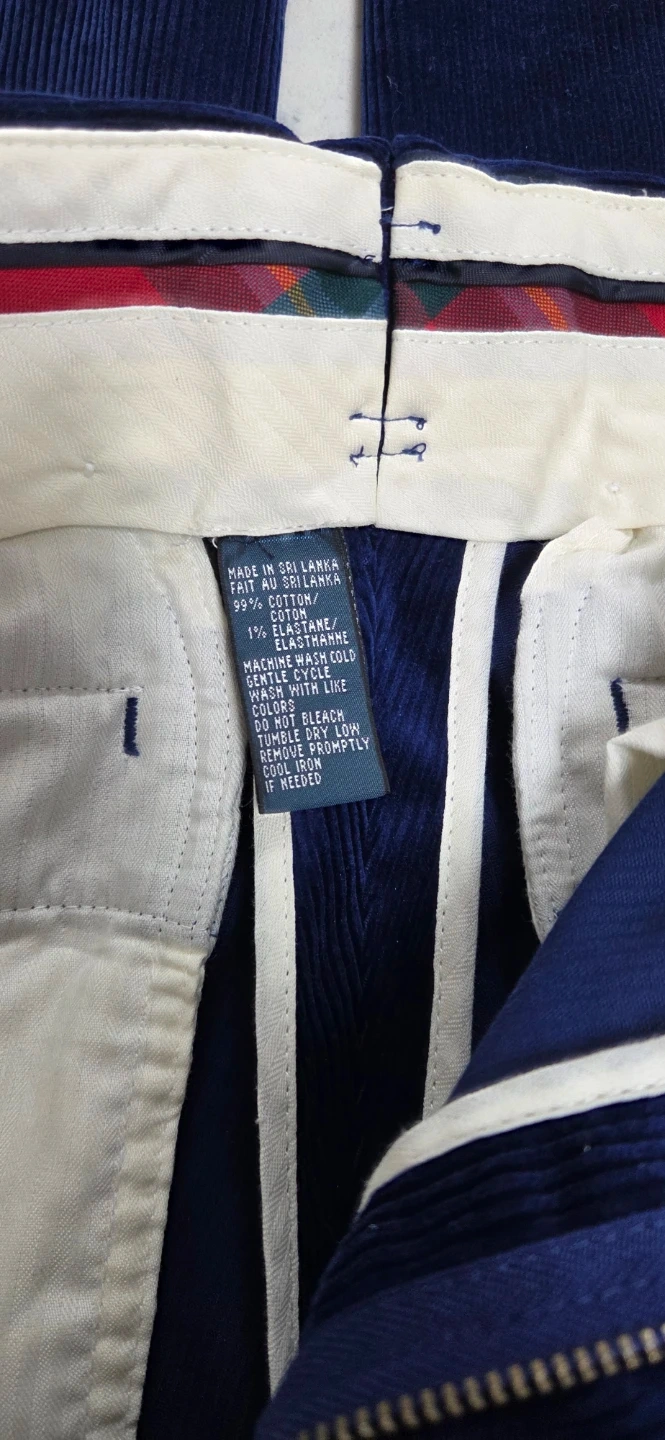 MADE IN SRI LANKA
FAIT AU SRI LANKA
99% COTTON/
COTON
1% ELASTANE/
ELASTHANNE
MACHINE WASH COLD
GENTLE CYCLE
WASH WITH LIKE
COLORS
DO NOT BLEACH
TUMBLE DRY LOW
REMOVE PROMPTLY
COOL IRON
IF NEEDED